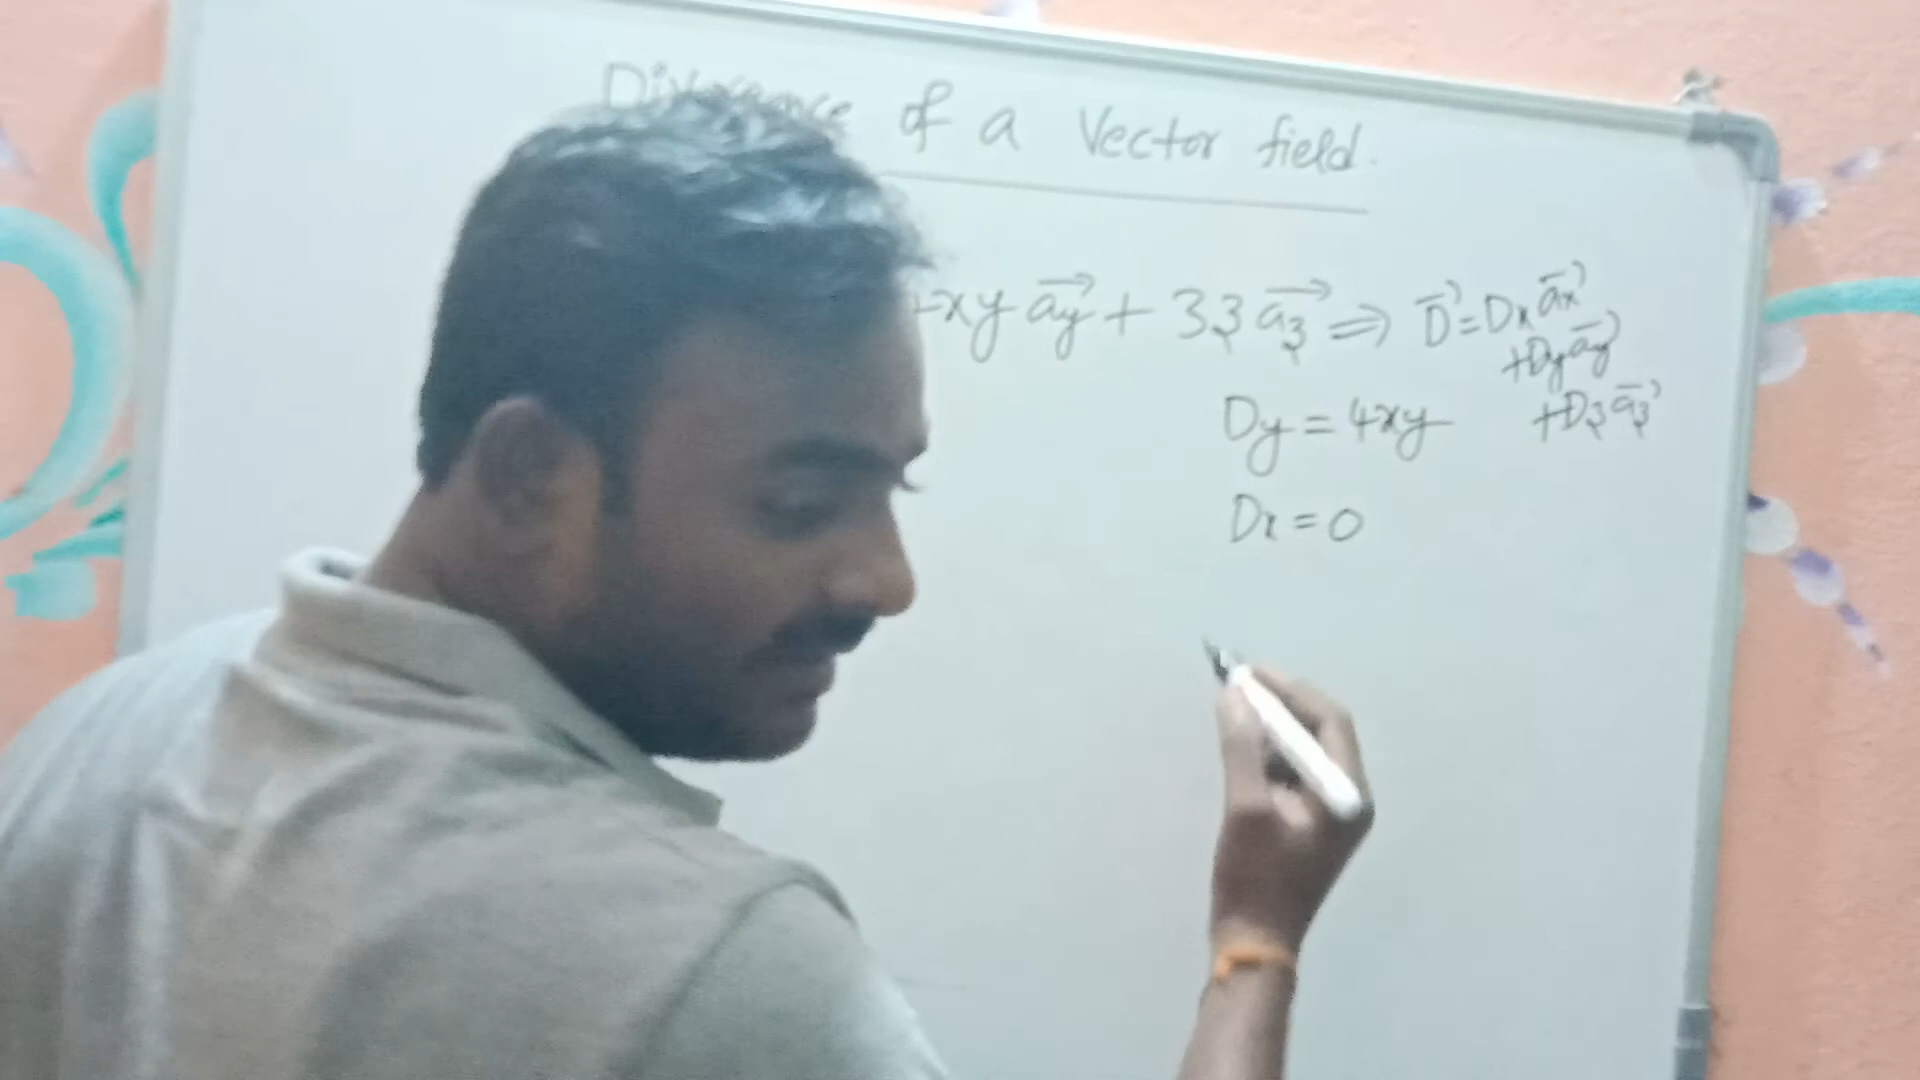 Divergence of a Vector field.
xy a⃗y + 3z a⃗z ⇒ D⃗ = Dx a⃗x
+Dy a⃗y
+Dz a⃗z
Dy = 4xy
Dx = 0